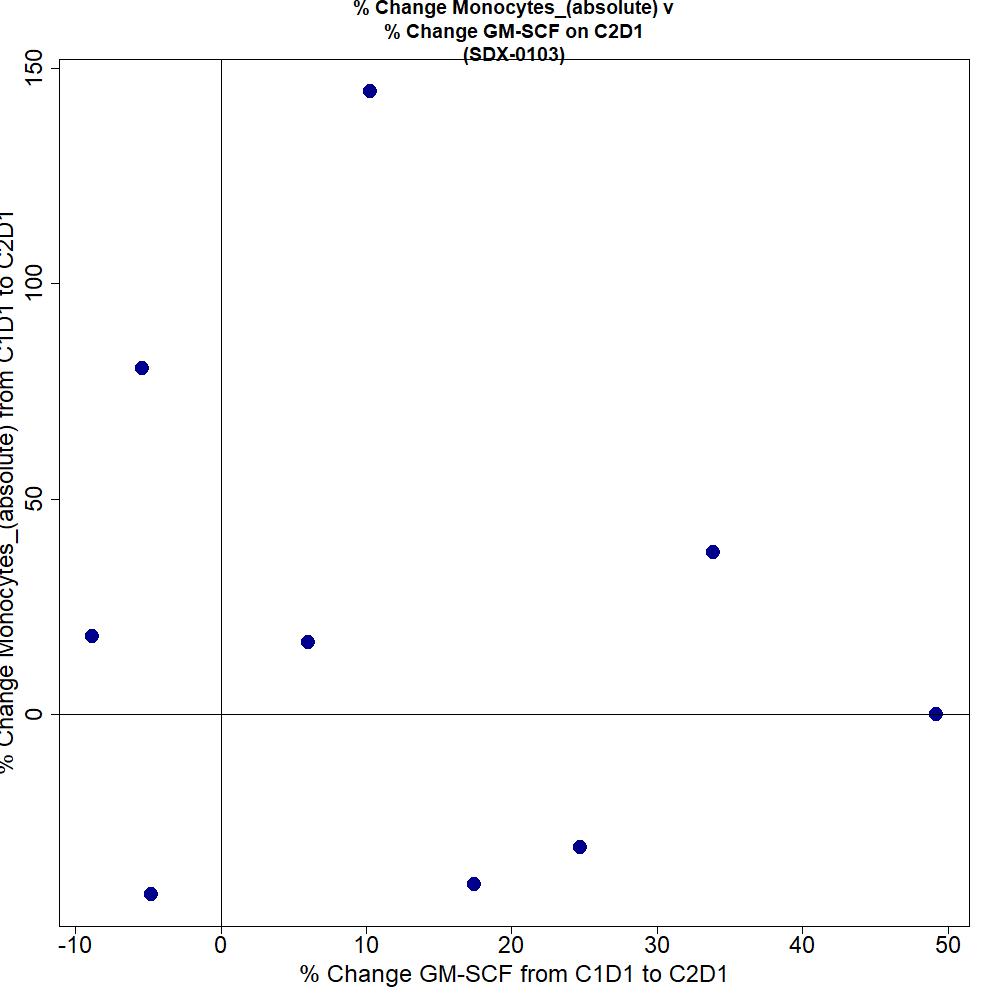 % Change Monocytes_(absolute) v
% Change GM-SCF on C2D1
(SDX-0103)
% Change Monocytes_(absolute) from C1D1 to C2D1
150
100
50
0
-10 0 10 20 30 40 50
% Change GM-SCF from C1D1 to C2D1